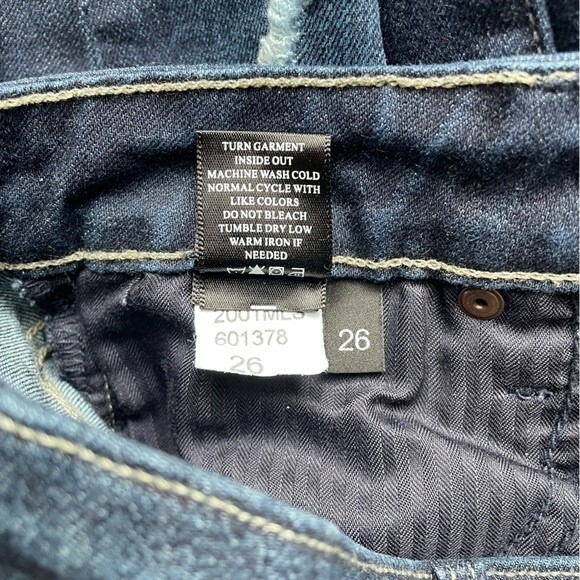 TURN GARMENT
INSIDE OUT
MACHINE WASH COLD
NORMAL CYCLE WITH
LIKE COLORS
DO NOT BLEACH
TUMBLE DRY LOW
WARM IRON IF
NEEDED
200TMLS
601378
26
26